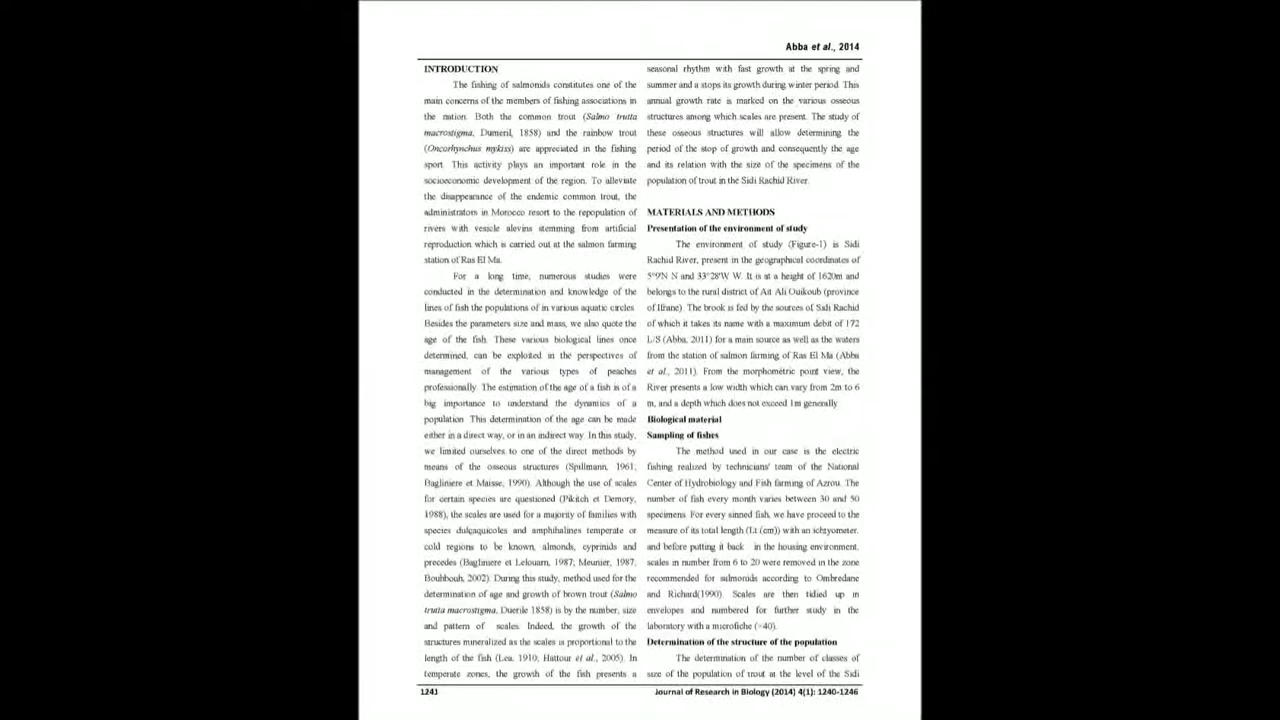 Abba et al., 2014
INTRODUCTION
The fishing of salmonids constitutes one of the
main concerns of the members of fishing associations in
the nation. Both the common trout (Salmo trutta
macrostigma, Dumeril, 1858) and the rainbow trout
(Oncorhynchus mykiss) are appreciated in the fishing
sport. This activity plays an important role in the
socioeconomic development of the region. To alleviate
the disappearance of the endemic common trout, the
administrators in Morocco resort to the repopulation of
rivers with vesicle alevins stemming from artificial
reproduction which is carried out at the salmon farming
station of Ras El Ma.
For a long time, numerous studies were
conducted in the determination and knowledge of the
lines of fish the populations of in various aquatic circles.
Besides the parameters size and mass, we also quote the
age of the fish. These various biological lines once
determined, can be exploited in the perspectives of
management of the various types of peaches
professionally. The estimation of the age of a fish is of a
big importance to understand the dynamics of a
population. This determination of the age can be made
either in a direct way, or in an indirect way. In this study,
we limited ourselves to one of the direct methods by
means of the osseous structures (Spillmann, 1961;
Bagliniere et Maisse, 1990). Although the use of scales
for certain species are questioned (Pikitch et Demory,
1988), the scales are used for a majority of families with
species dulçaquicoles and amphihalines temperate or
cold regions to be known, almonds, cyprinids and
precedes (Bagliniere et Lelouarn, 1987; Meunier, 1987;
Bouhbouh, 2002). During this study, method used for the
determination of age and growth of brown trout (Salmo
trutta macrostigma, Duerile 1858) is by the number, size
and pattern of scales. Indeed, the growth of the
structures mineralized as the scales is proportional to the
length of the fish (Lea, 1910; Hattour et al., 2005). In
temperate zones, the growth of the fish presents a
seasonal rhythm with fast growth at the spring and
summer and a stops its growth during winter period. This
annual growth rate is marked on the various osseous
structures among which scales are present. The study of
these osseous structures will allow determining the
period of the stop of growth and consequently the age
and its relation with the size of the specimens of the
population of trout in the Sidi Rachid River.
MATERIALS AND METHODS
Presentation of the environment of study
The environment of study (Figure-1) is Sidi
Rachid River, present in the geographical coordinates of
5°9'N N and 33°28'W W. It is at a height of 1620m and
belongs to the rural district of Ait Ali Ouikoub (province
of Ifrane). The brook is fed by the sources of Sidi Rachid
of which it takes its name with a maximum debit of 172
L/S (Abba, 2011) for a main source as well as the waters
from the station of salmon farming of Ras El Ma (Abba
et al., 2011). From the morphométric point view, the
River presents a low width which can vary from 2m to 6
m, and a depth which does not exceed 1m generally
Biological material
Sampling of fishes
The method used in our case is the electric
fishing realized by technicians' team of the National
Center of Hydrobiology and Fish farming of Azrou. The
number of fish every month varies between 30 and 50
specimens. For every sinned fish, we have proceed to the
measure of its total length (Lt (cm)) with an ichtyometer,
and before putting it back in the housing environment,
scales in number from 6 to 20 were removed in the zone
recommended for salmonids according to Ombredane
and Richard(1990). Scales are then tidied up in
envelopes and numbered for further study in the
laboratory with a microfiche (×40).
Determination of the structure of the population
The determination of the number of classes of
size of the population of trout at the level of the Sidi
1241
Journal of Research in Biology (2014) 4(1): 1240-1246